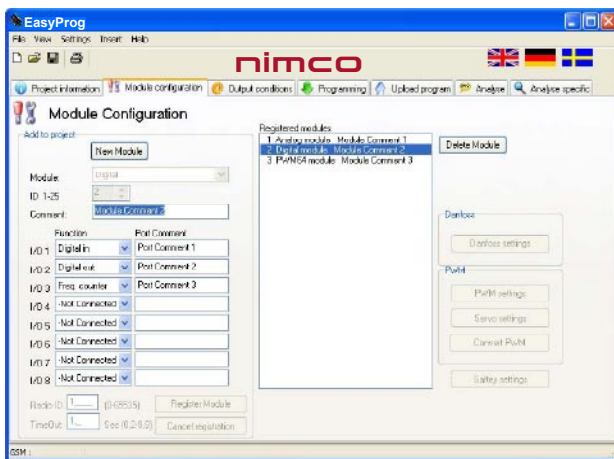 EasyProg
File View Settings Insert Help
nimco
Project information Module configuration Output conditions Programming Upload program Analyse Analyse specific
Module Configuration
Add to project
New Module
Module: Digital
ID 1-25 2
Comment: Module Comment 2
Function Port Comment
I/O 1 Digital in Port Comment 1
I/O 2 Digital out Port Comment 2
I/O 3 Freq. counter Port Comment 3
I/O 4 -Not Connected
I/O 5 -Not Connected
I/O 6 -Not Connected
I/O 7 -Not Connected
I/O 8 -Not Connected
Radio ID 1____ (0-65535) Register Module
TimeOut 1._ Sec (0,2-9,9) Cancel registration
Registered modules
1 Analog module Module Comment 1
2 Digital module Module Comment 2
3 PWM64 module Module Comment 3
Delete Module
Danfoss
Danfoss settings
PWM
PWM settings
Servo settings
Connect PWM
Safety settings
GSM :